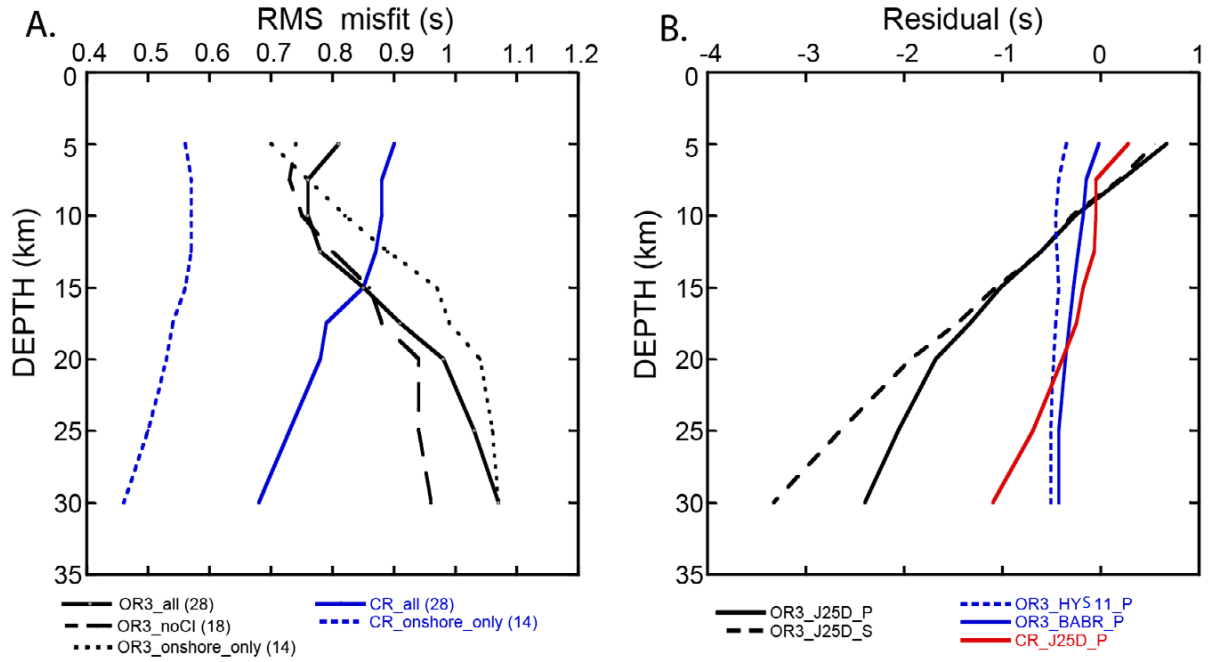 A.
RMS misfit (s)
0.4 0.5 0.6 0.7 0.8 0.9 1 1.1 1.2
DEPTH (km)
0
5
10
15
20
25
30
35
OR3_all (28)
OR3_noCI (18)
OR3_onshore_only (14)
CR_all (28)
CR_onshore_only (14)
B.
Residual (s)
-4 -3 -2 -1 0 1
DEPTH (km)
0
5
10
15
20
25
30
35
OR3_J25D_P
OR3_J25D_S
OR3_HYS11_P
OR3_BABR_P
CR_J25D_P